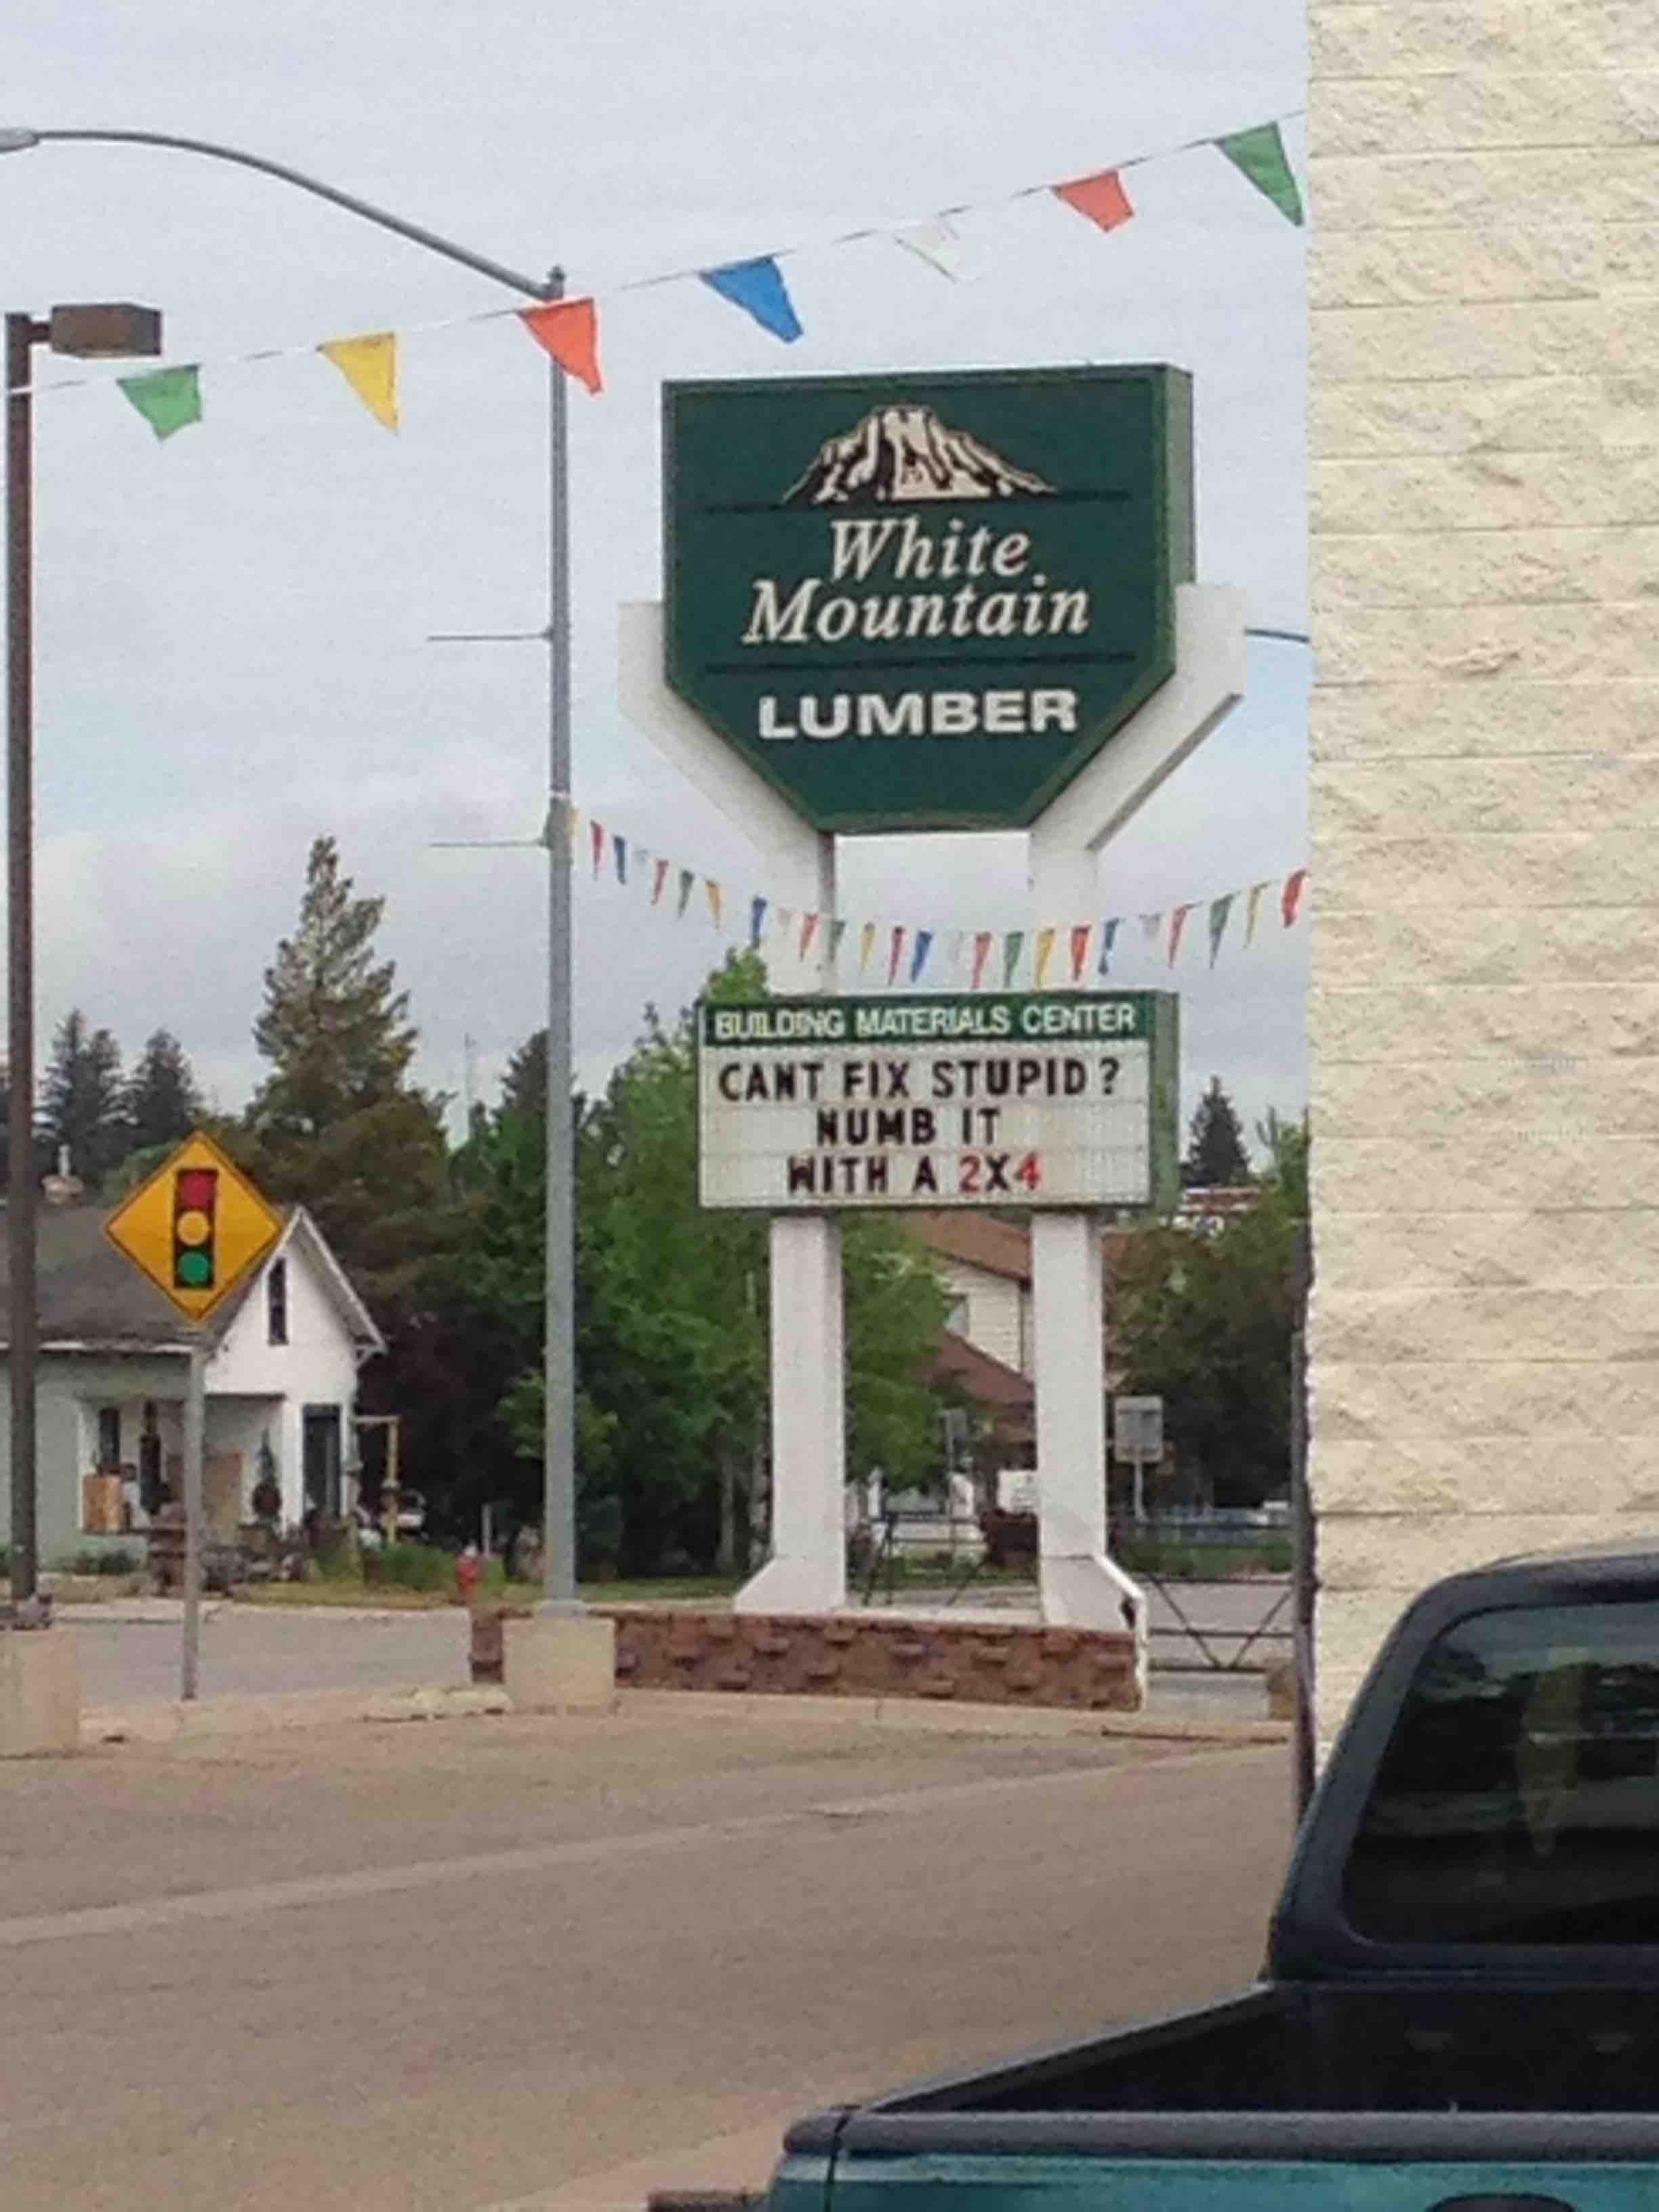 White
Mountain
LUMBER
BUILDING MATERIALS CENTER
CANT FIX STUPID?
NUMB IT
WITH A 2X4